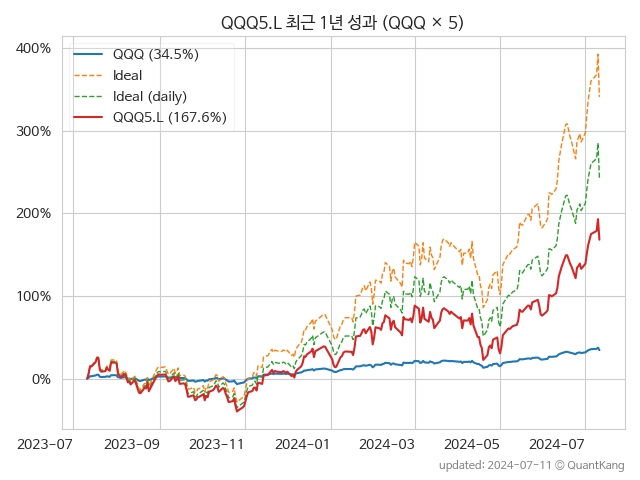 QQQ5.L 최근 1년 성과 (QQQ × 5)
400%
300%
200%
100%
0%
QQQ (34.5%)
Ideal
Ideal (daily)
QQQ5.L (167.6%)
2023-07 2023-09 2023-11 2024-01 2024-03 2024-05 2024-07
updated: 2024-07-11 © QuantKang